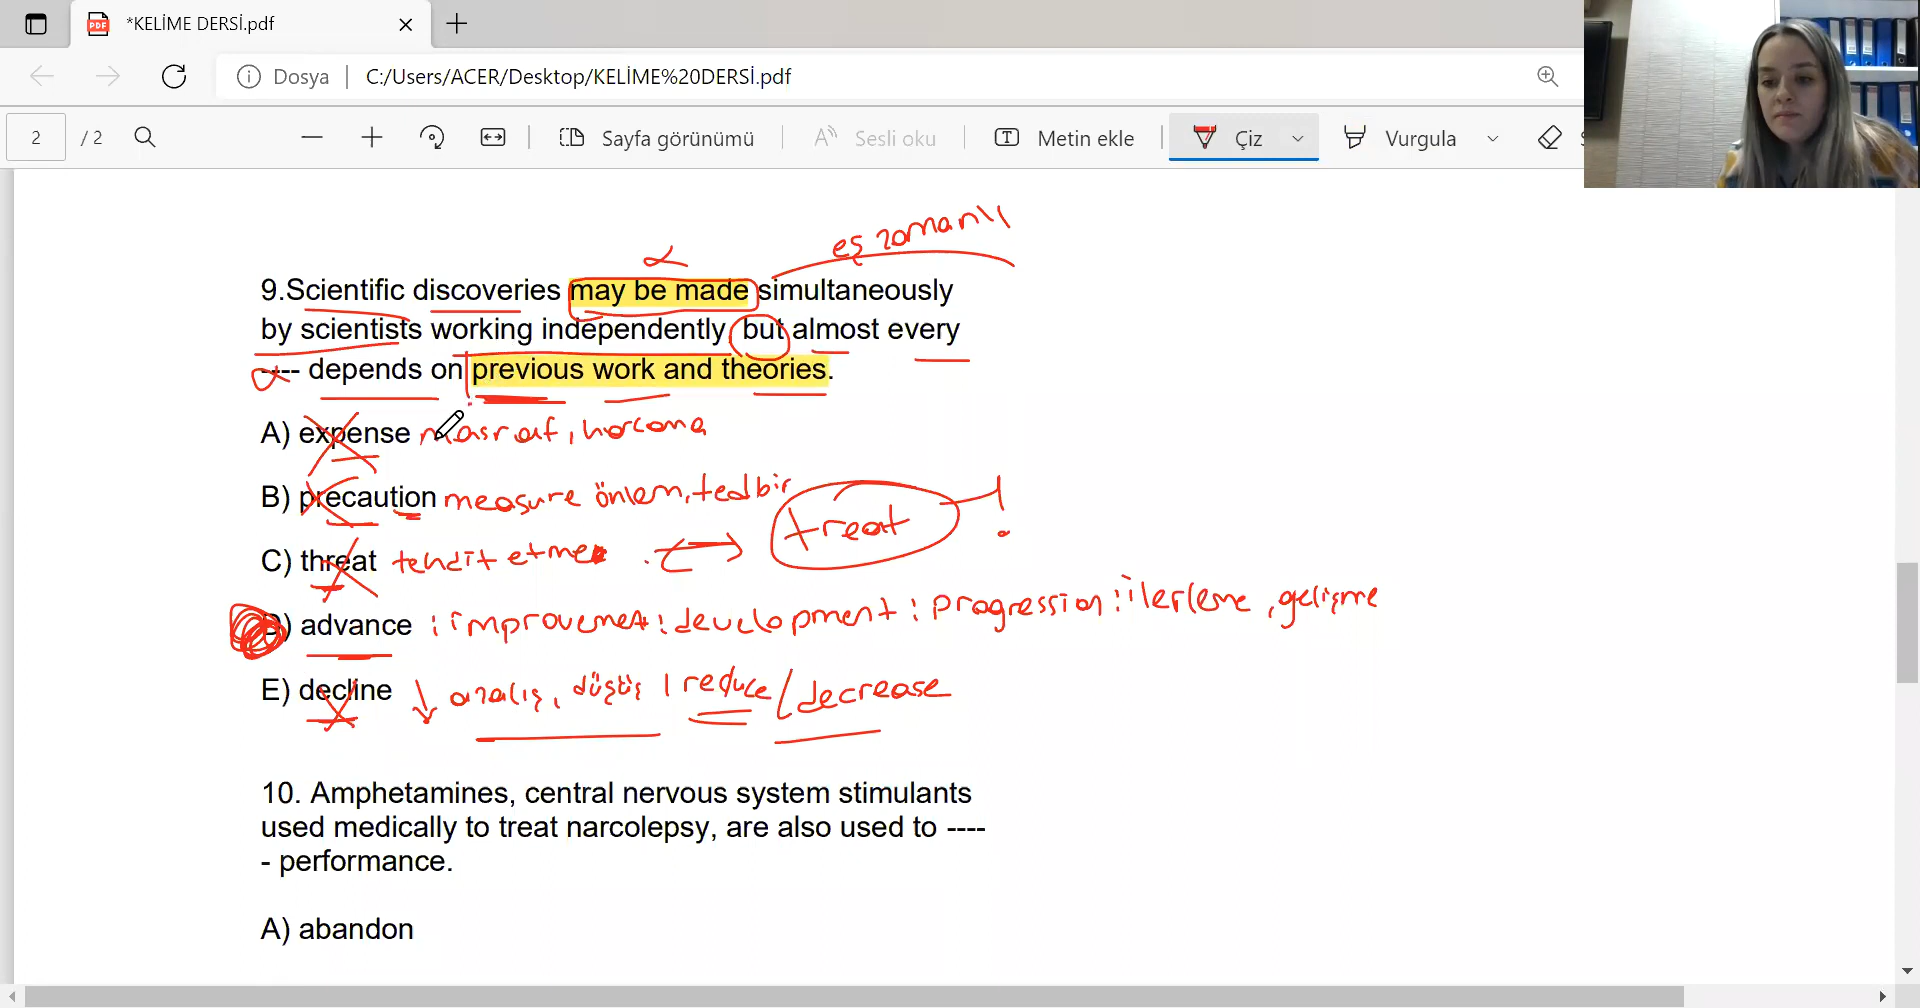 *KELİME DERSİ.pdf
Dosya | C:/Users/ACER/Desktop/KELİME%20DERSİ.pdf
2 / 2 Sayfa görünümü Sesli oku Metin ekle Çiz Vurgula
eş zamanlı
9.Scientific discoveries may be made simultaneously
by scientists working independently, but almost every
---- depends on previous work and theories.
A) expense masraf, harcama
B) precaution measure önlem, tedbir
treat !
C) threat tehdit etmek
D) advance : improvemet : development : progression : ilerleme, gelişme
E) decline ↓ azalış, düşüş | reduce / decrease
10. Amphetamines, central nervous system stimulants
used medically to treat narcolepsy, are also used to ----
- performance.
A) abandon